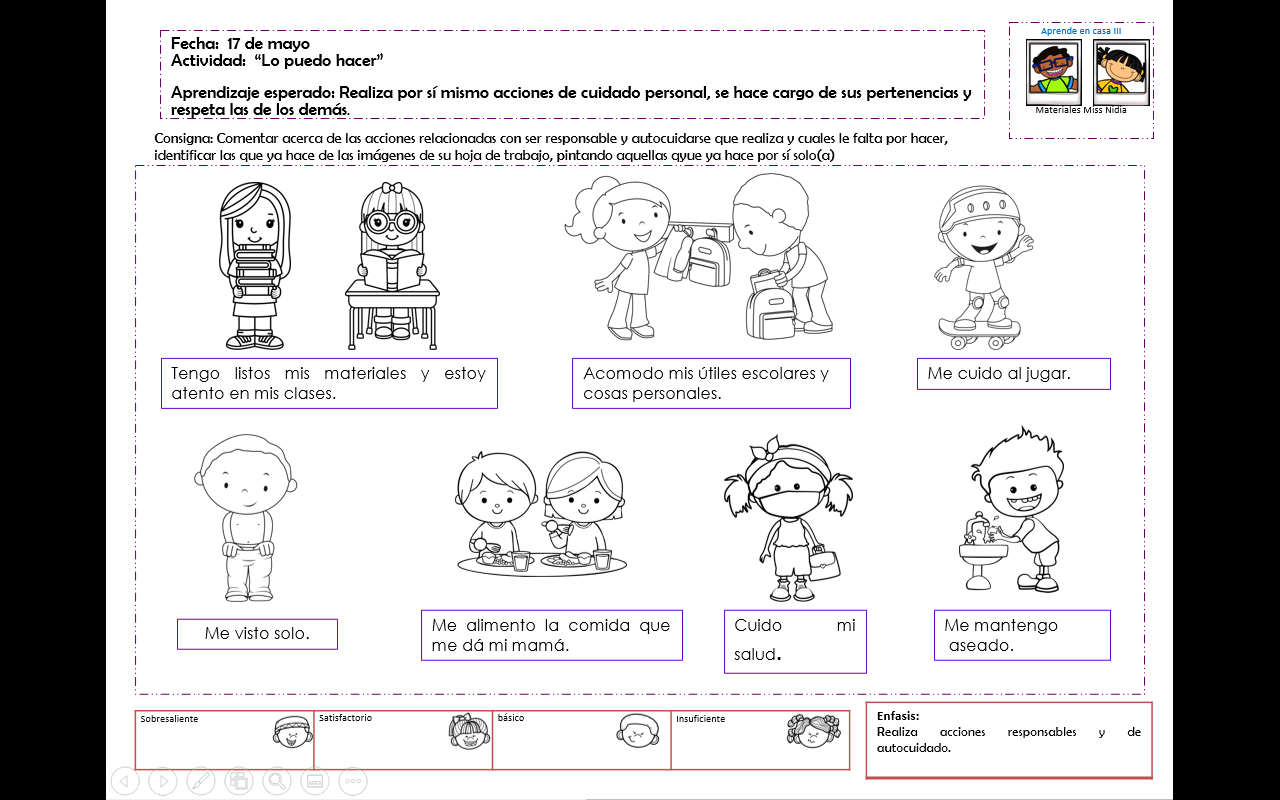 Fecha: 17 de mayo
Actividad: “Lo puedo hacer”
Aprendizaje esperado: Realiza por sí mismo acciones de cuidado personal, se hace cargo de sus pertenencias y
respeta las de los demás.
Aprende en casa III
Materiales Miss Nidia
Consigna: Comentar acerca de las acciones relacionadas con ser responsable y autocuidarse que realiza y cuales le falta por hacer,
identificar las que ya hace de las imágenes de su hoja de trabajo, pintando aquellas qyue ya hace por sí solo(a)
Tengo listos mis materiales y estoy
atento en mis clases.
Acomodo mis útiles escolares y
cosas personales.
Me cuido al jugar.
Me visto solo.
Me alimento la comida que
me dá mi mamá.
Cuido mi
salud.
Me mantengo
aseado.
Sobresaliente
Satisfactorio
básico
Insuficiente
Enfasis:
Realiza acciones responsables y de
autocuidado.